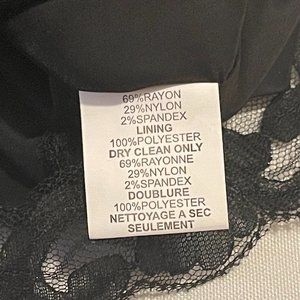 69%RAYON
29%NYLON
2%SPANDEX
LINING
100%POLYESTER
DRY CLEAN ONLY
69%RAYONNE
29%NYLON
2%SPANDEX
DOUBLURE
100%POLYESTER
NETTOYAGE A SEC
SEULEMENT